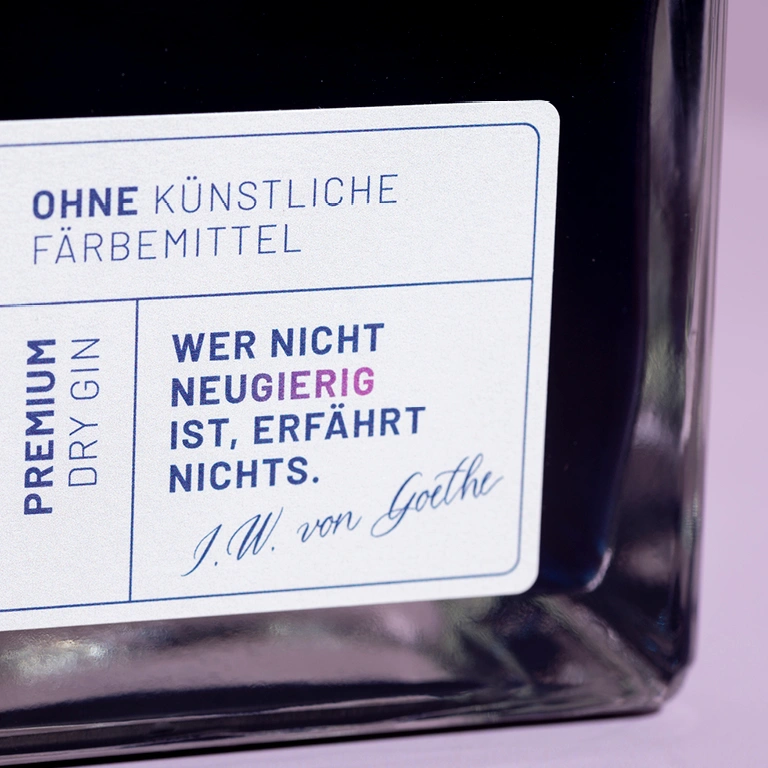 OHNE KÜNSTLICHE
FÄRBEMITTEL
PREMIUM
DRY GIN
WER NICHT
NEUGIERIG
IST, ERFÄHRT
NICHTS.
J.W. von Goethe